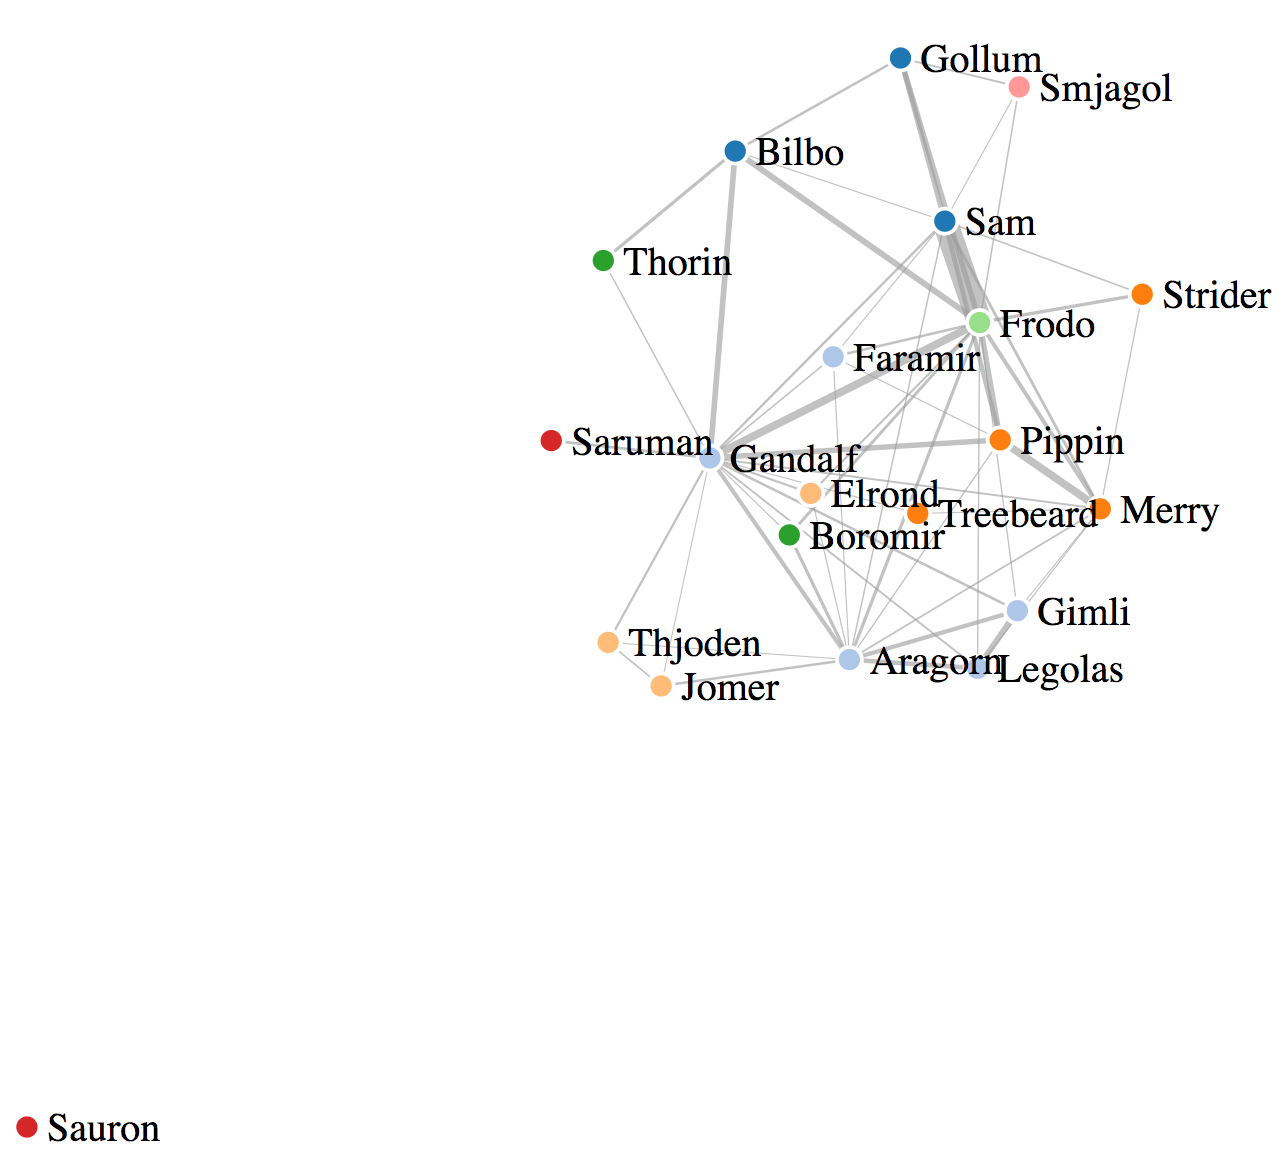 Gollum
Smjagol
Bilbo
Sam
Thorin
Strider
Frodo
Faramir
Saruman
Pippin
Gandalf
Elrond
Treebeard
Merry
Boromir
Gimli
Thjoden
Aragorn
Legolas
Jomer
Sauron